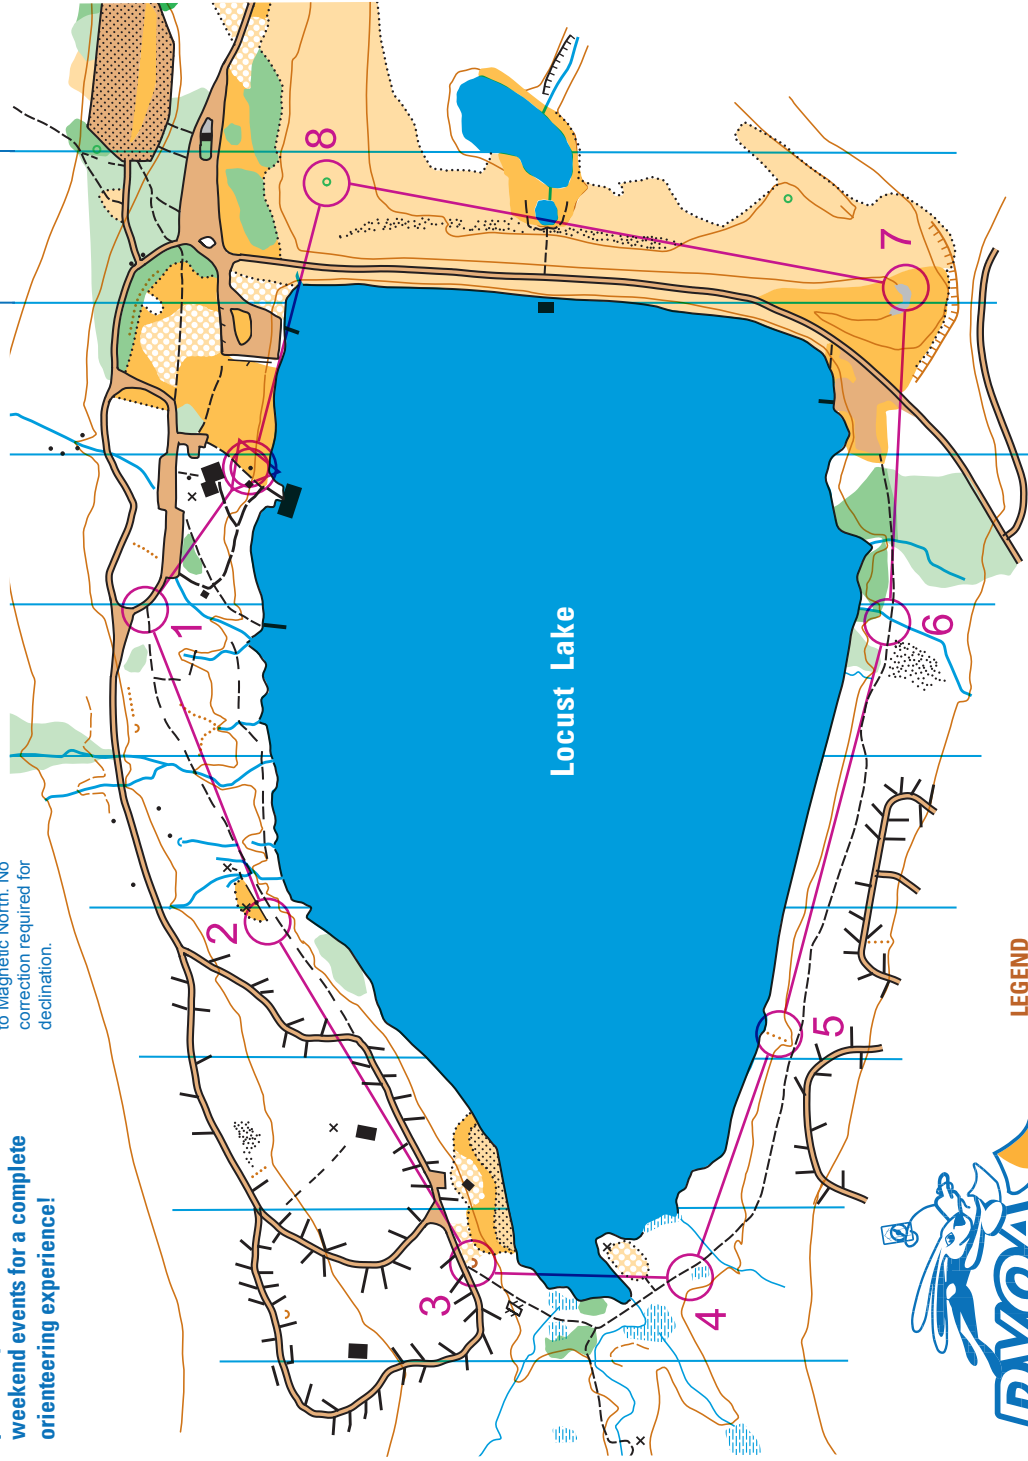 to Magnetic North. No
correction required for
declination.
weekend events for a complete
orienteering experience!
1
2
3
4
5
6
7
8
Locust Lake
LEGEND
DVOA